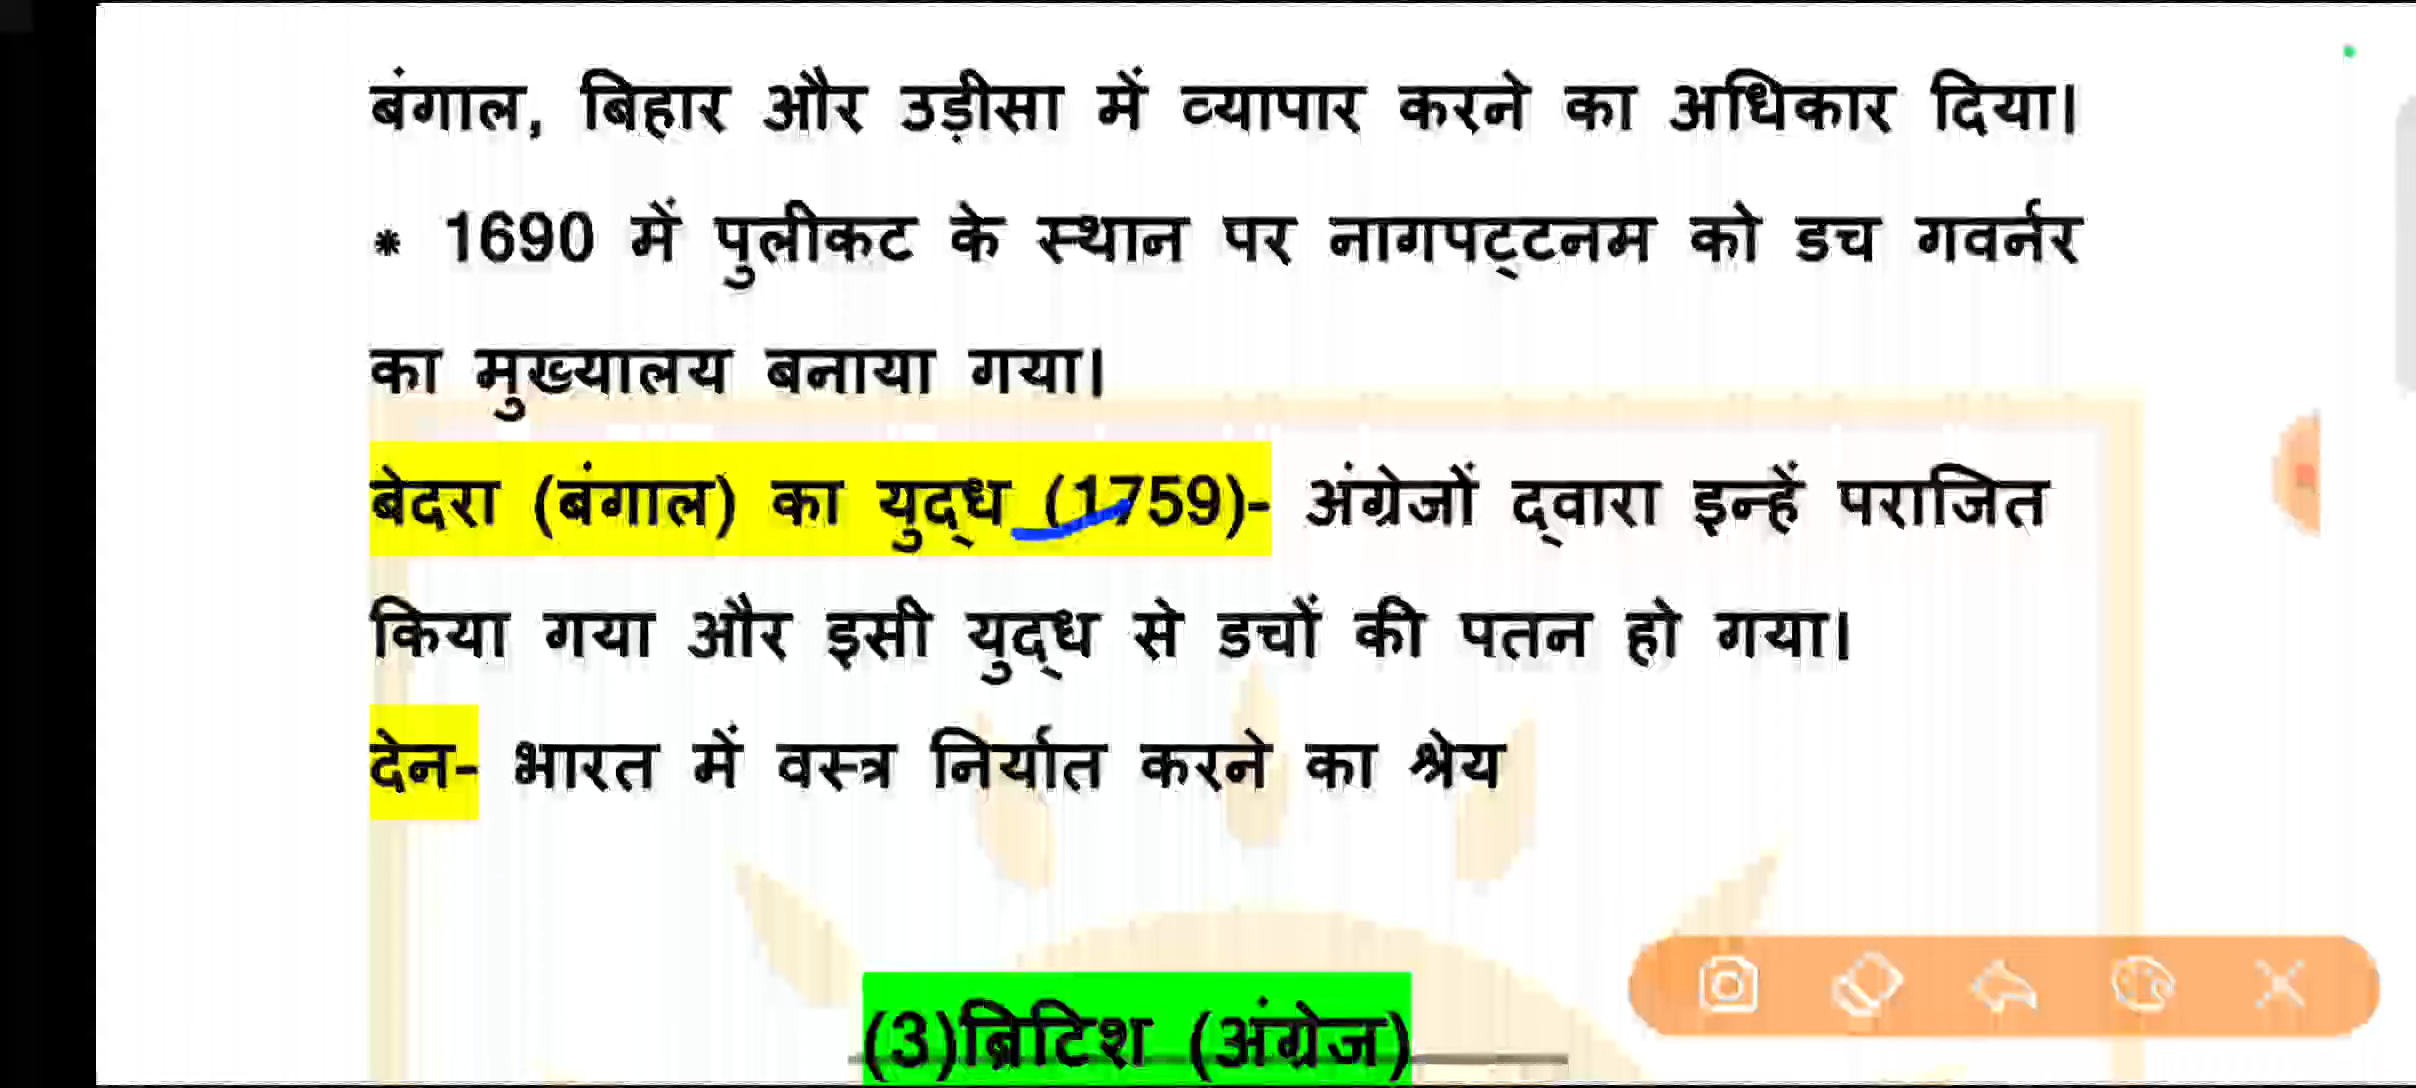 बंगाल, बिहार और उड़ीसा में व्यापार करने का अधिकार दिया।
* 1690 में पुलीकट के स्थान पर नागपट्टनम को डच गवर्नर
का मुख्यालय बनाया गया।
बेदरा (बंगाल) का युद्ध (1759)- अंग्रेजों द्वारा इन्हें पराजित
किया गया और इसी युद्ध से डचों की पतन हो गया।
देन- भारत में वस्त्र निर्यात करने का श्रेय
(3)ब्रिटिश (अंग्रेज)